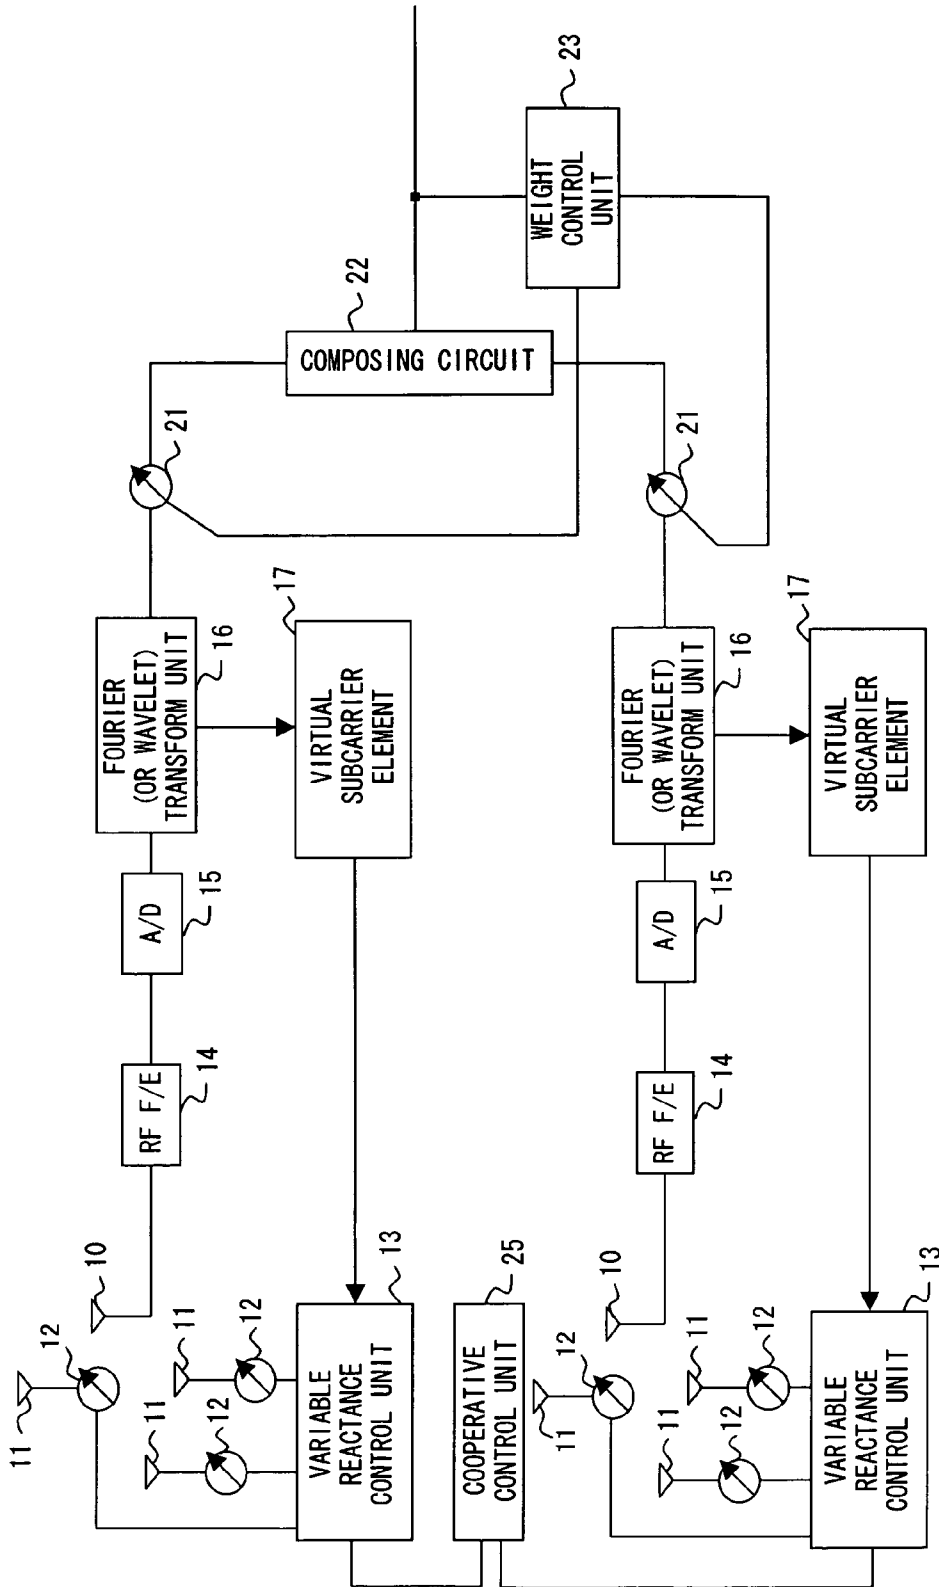 11
12
10
11
12
11
12
RF F/E
14
A/D
15
FOURIER
(OR WAVELET)
TRANSFORM UNIT
16
21
VARIABLE
REACTANCE
CONTROL UNIT
13
VIRTUAL
SUBCARRIER
ELEMENT
17
COMPOSING CIRCUIT
22
WEIGHT
CONTROL
UNIT
23
COOPERATIVE
CONTROL UNIT
25
11
12
10
11
12
11
12
RF F/E
14
A/D
15
FOURIER
(OR WAVELET)
TRANSFORM UNIT
16
21
VARIABLE
REACTANCE
CONTROL UNIT
13
VIRTUAL
SUBCARRIER
ELEMENT
17